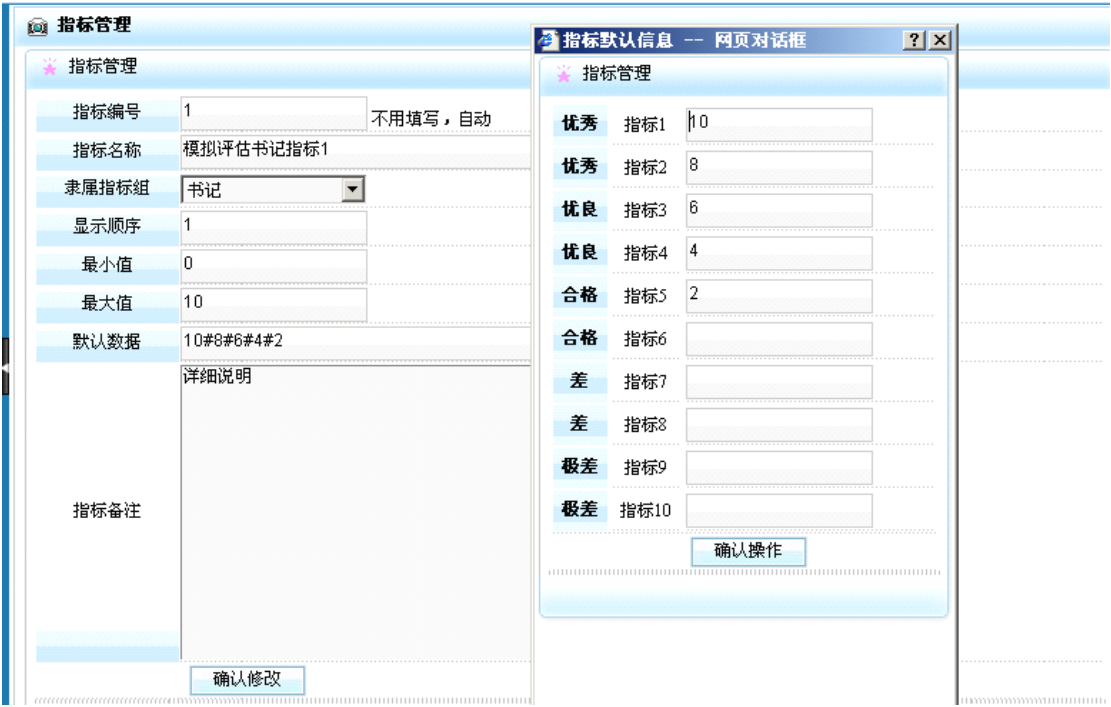 指标管理
指标管理
指标编号 1 不用填写，自动
指标名称 模拟评估书记指标1
隶属指标组 书记
显示顺序 1
最小值 0
最大值 10
默认数据 10#8#6#4#2
指标备注 详细说明
确认修改
指标默认信息 -- 网页对话框
指标管理
优秀 指标1 10
优秀 指标2 8
优良 指标3 6
优良 指标4 4
合格 指标5 2
合格 指标6
差 指标7
差 指标8
极差 指标9
极差 指标10
确认操作